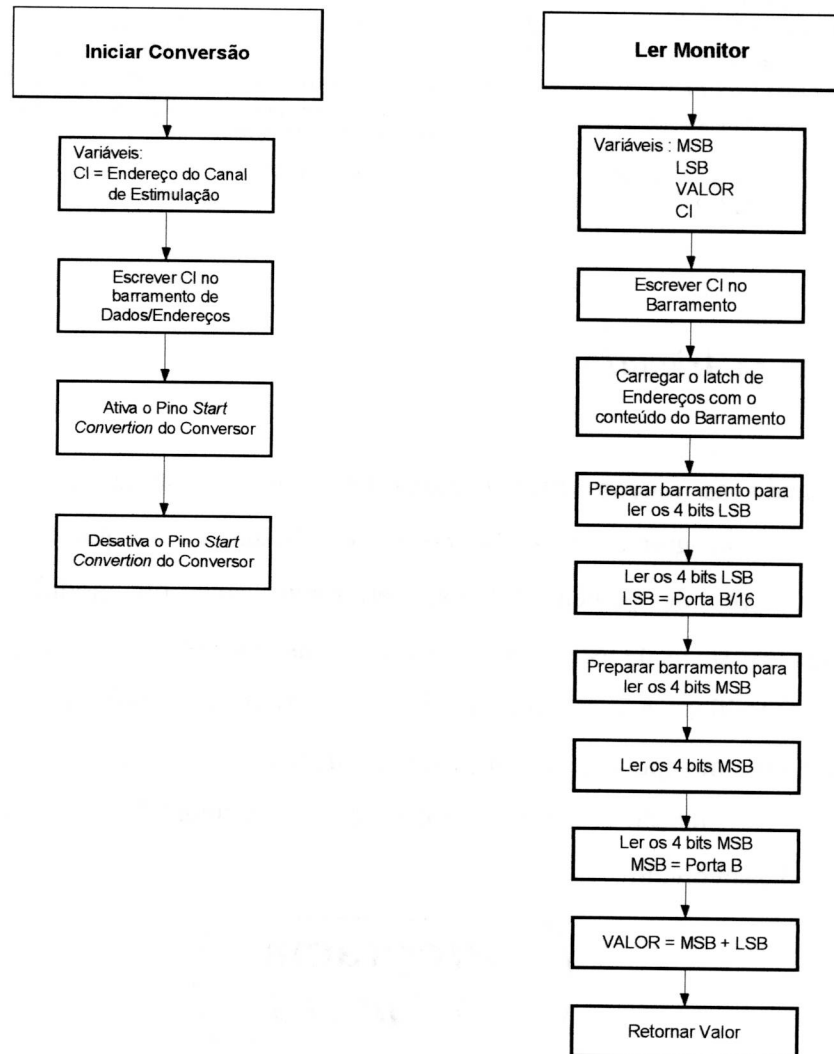 Iniciar Conversão
Variáveis:
CI = Endereço do Canal
de Estimulação
Escrever CI no
barramento de
Dados/Endereços
Ativa o Pino Start
Convertion do Conversor
Desativa o Pino Start
Convertion do Conversor
Ler Monitor
Variáveis : MSB
LSB
VALOR
CI
Escrever CI no
Barramento
Carregar o latch de
Endereços com o
conteúdo do Barramento
Preparar barramento para
ler os 4 bits LSB
Ler os 4 bits LSB
LSB = Porta B/16
Preparar barramento para
ler os 4 bits MSB
Ler os 4 bits MSB
Ler os 4 bits MSB
MSB = Porta B
VALOR = MSB + LSB
Retornar Valor